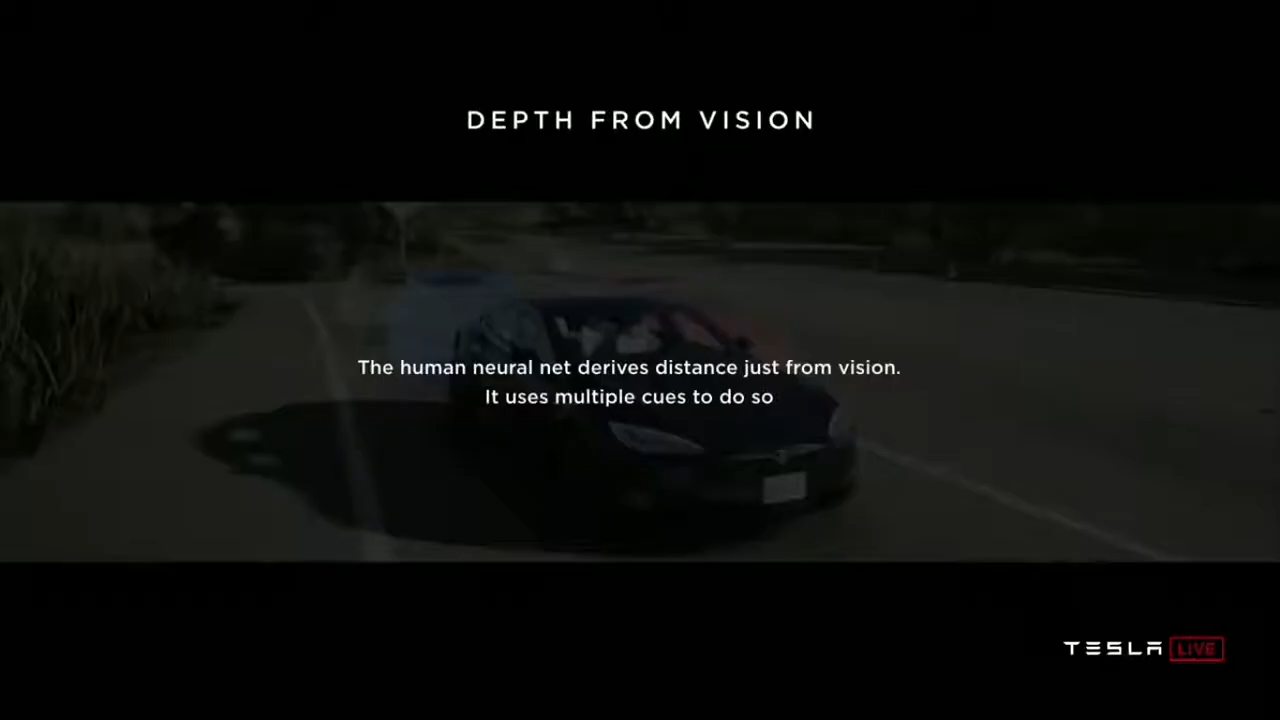 DEPTH FROM VISION
The human neural net derives distance just from vision.
It uses multiple cues to do so
TESLA LIVE